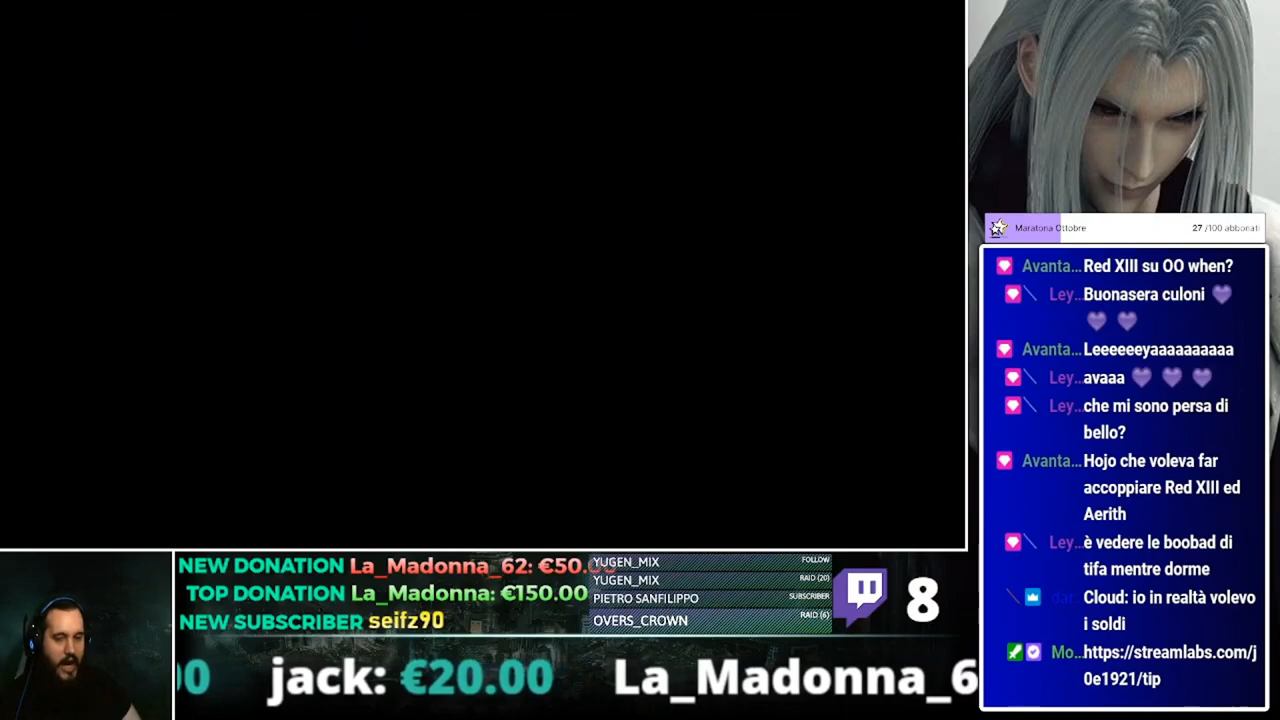 Maratona Ottobre 27 /100 abbonati
Avanta... Red XIII su OO when?
Ley... Buonasera culoni
Avanta... Leeeeeeyaaaaaaaaaa
Ley... avaaa
Ley... che mi sono persa di
bello?
Avanta... Hojo che voleva far
accoppiare Red XIII ed
Aerith
Ley... è vedere le boobad di
tifa mentre dorme
dar... Cloud: io in realtà volevo
i soldi
Mo... https://streamlabs.com/j
0e1921/tip
NEW DONATION La_Madonna_62: €50.
TOP DONATION La_Madonna: €150.00
NEW SUBSCRIBER seifz90
YUGEN_MIX FOLLOW
YUGEN_MIX RAID (20)
PIETRO SANFILIPPO SUBSCRIBER
OVERS_CROWN RAID (6)
8
00 jack: €20.00 La_Madonna_6